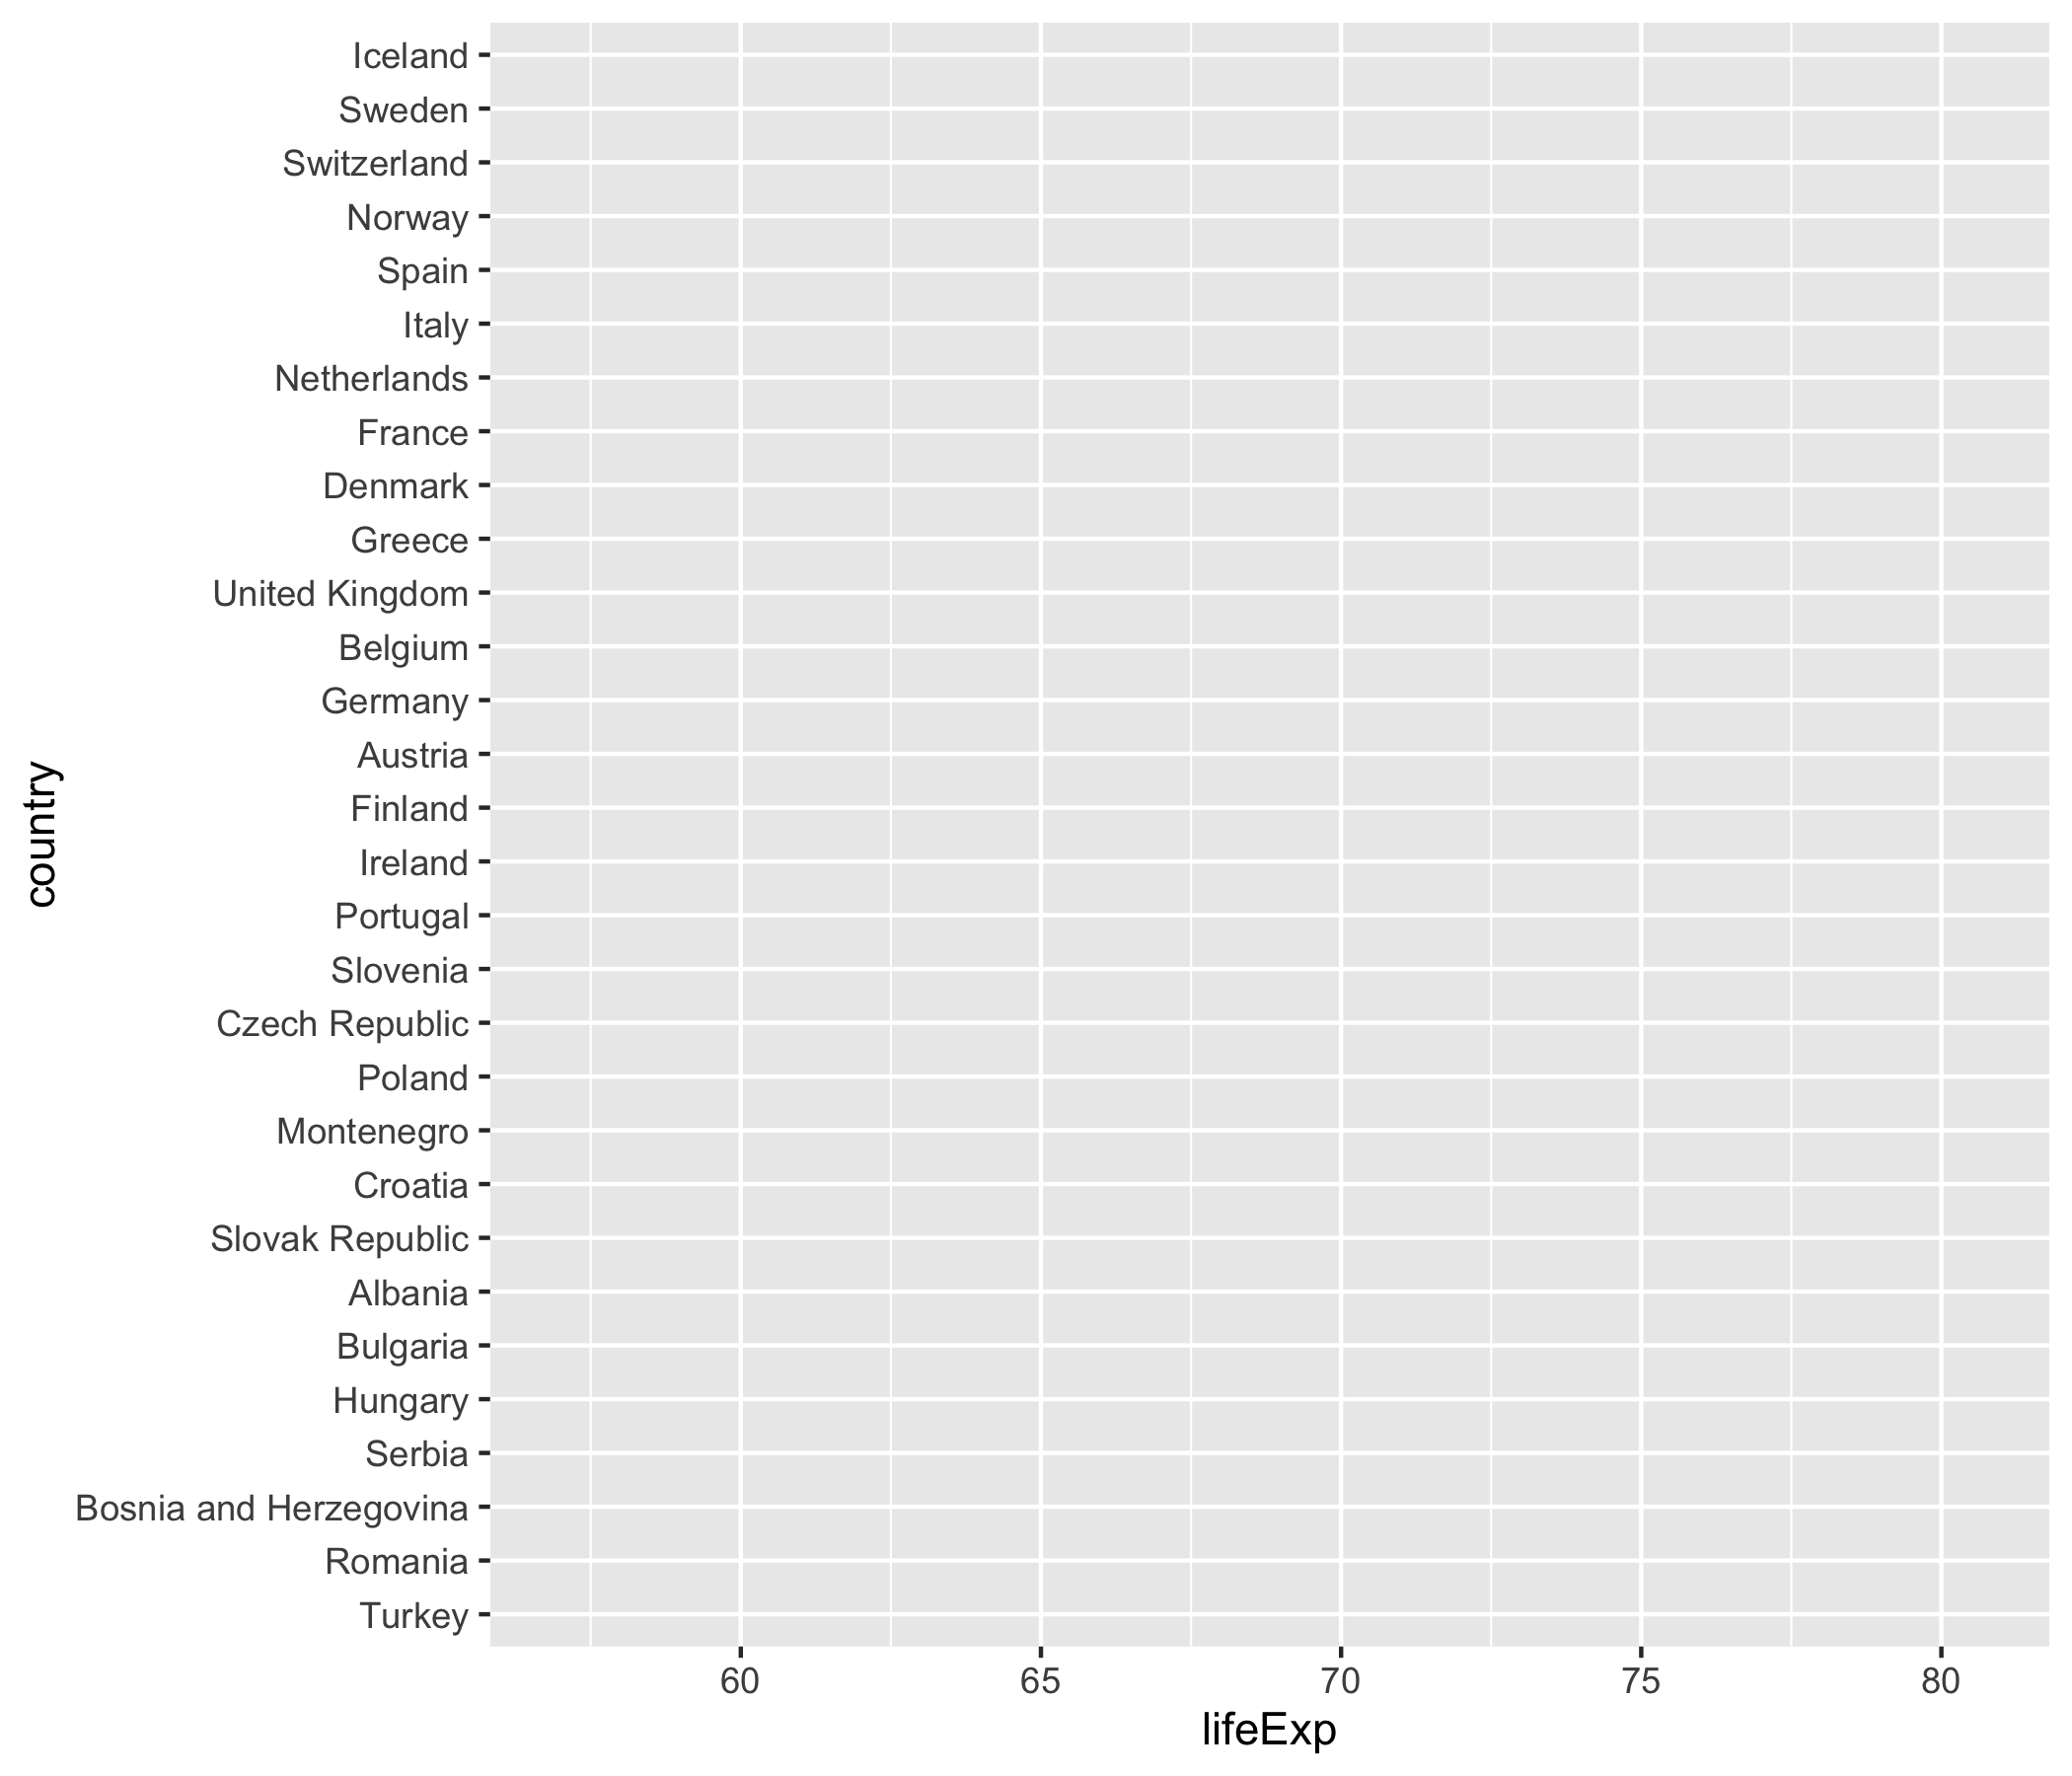 Iceland
Sweden
Switzerland
Norway
Spain
Italy
Netherlands
France
Denmark
Greece
United Kingdom
Belgium
Germany
Austria
Finland
Ireland
Portugal
Slovenia
Czech Republic
Poland
Montenegro
Croatia
Slovak Republic
Albania
Bulgaria
Hungary
Serbia
Bosnia and Herzegovina
Romania
Turkey
country
60 65 70 75 80
lifeExp